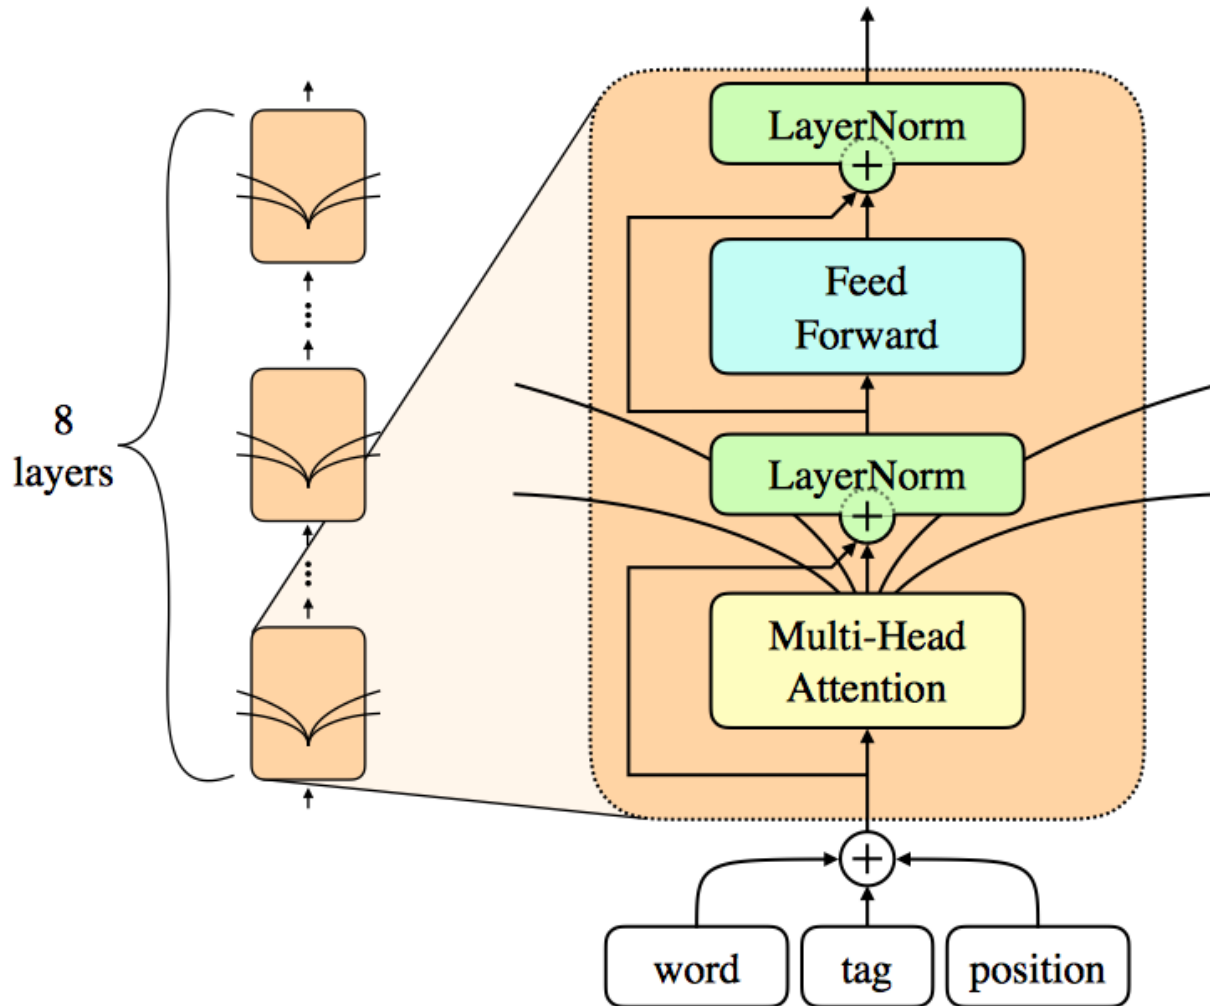 8
layers
LayerNorm
+
Feed
Forward
LayerNorm
+
Multi-Head
Attention
+
word
tag
position